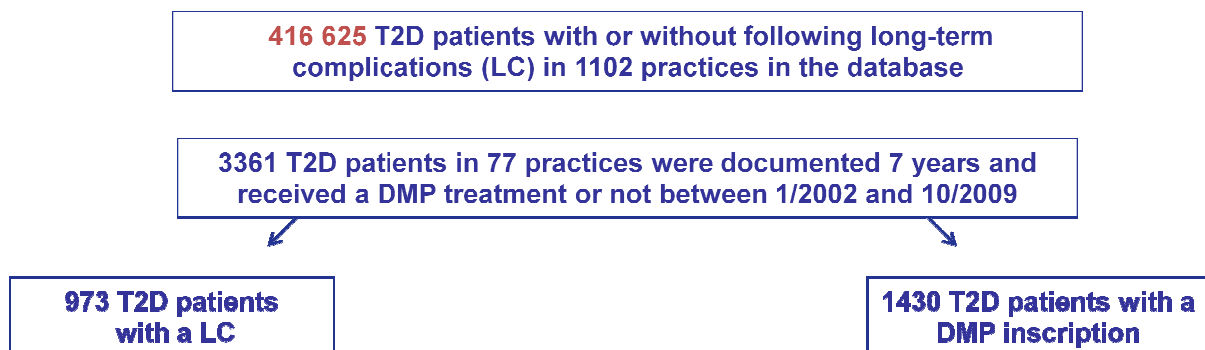 416 625 T2D patients with or without following long-term
complications (LC) in 1102 practices in the database
3361 T2D patients in 77 practices were documented 7 years and
received a DMP treatment or not between 1/2002 and 10/2009
973 T2D patients
with a LC
1430 T2D patients with a
DMP inscription